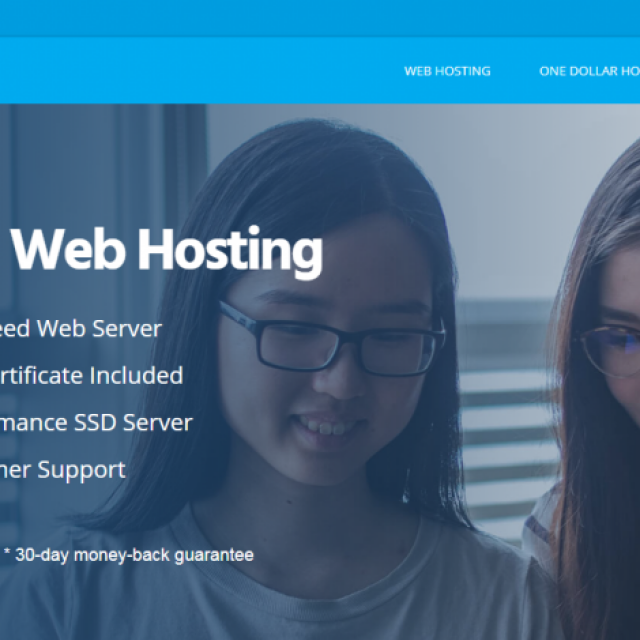 WEB HOSTING ONE DOLLAR HO
Web Hosting
eed Web Server
rtificate Included
mance SSD Server
ner Support
* 30-day money-back guarantee